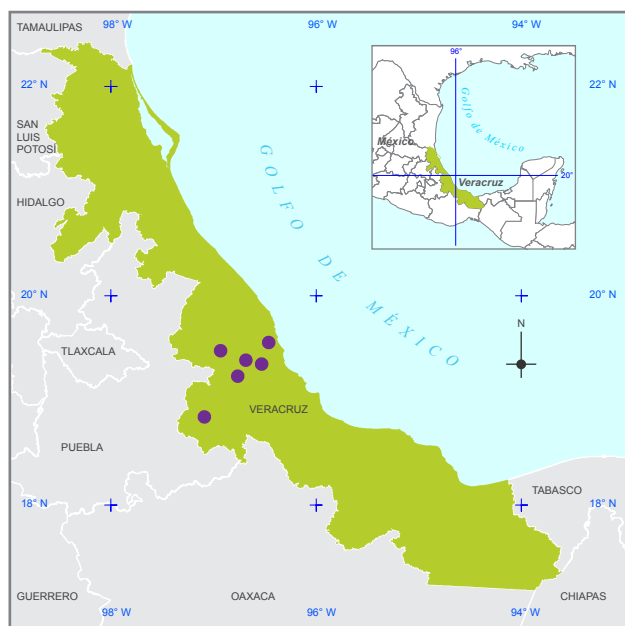 98° W
96° W
94° W
TAMAULIPAS
22° N
22° N
96°
Golfo de México
México
Veracruz
20°
SAN
LUIS
POTOSÍ
HIDALGO
GOLFO DE MÉXICO
20° N
20° N
N
TLAXCALA
VERACRUZ
PUEBLA
TABASCO
18° N
18° N
GUERRERO
OAXACA
CHIAPAS
98° W
96° W
94° W